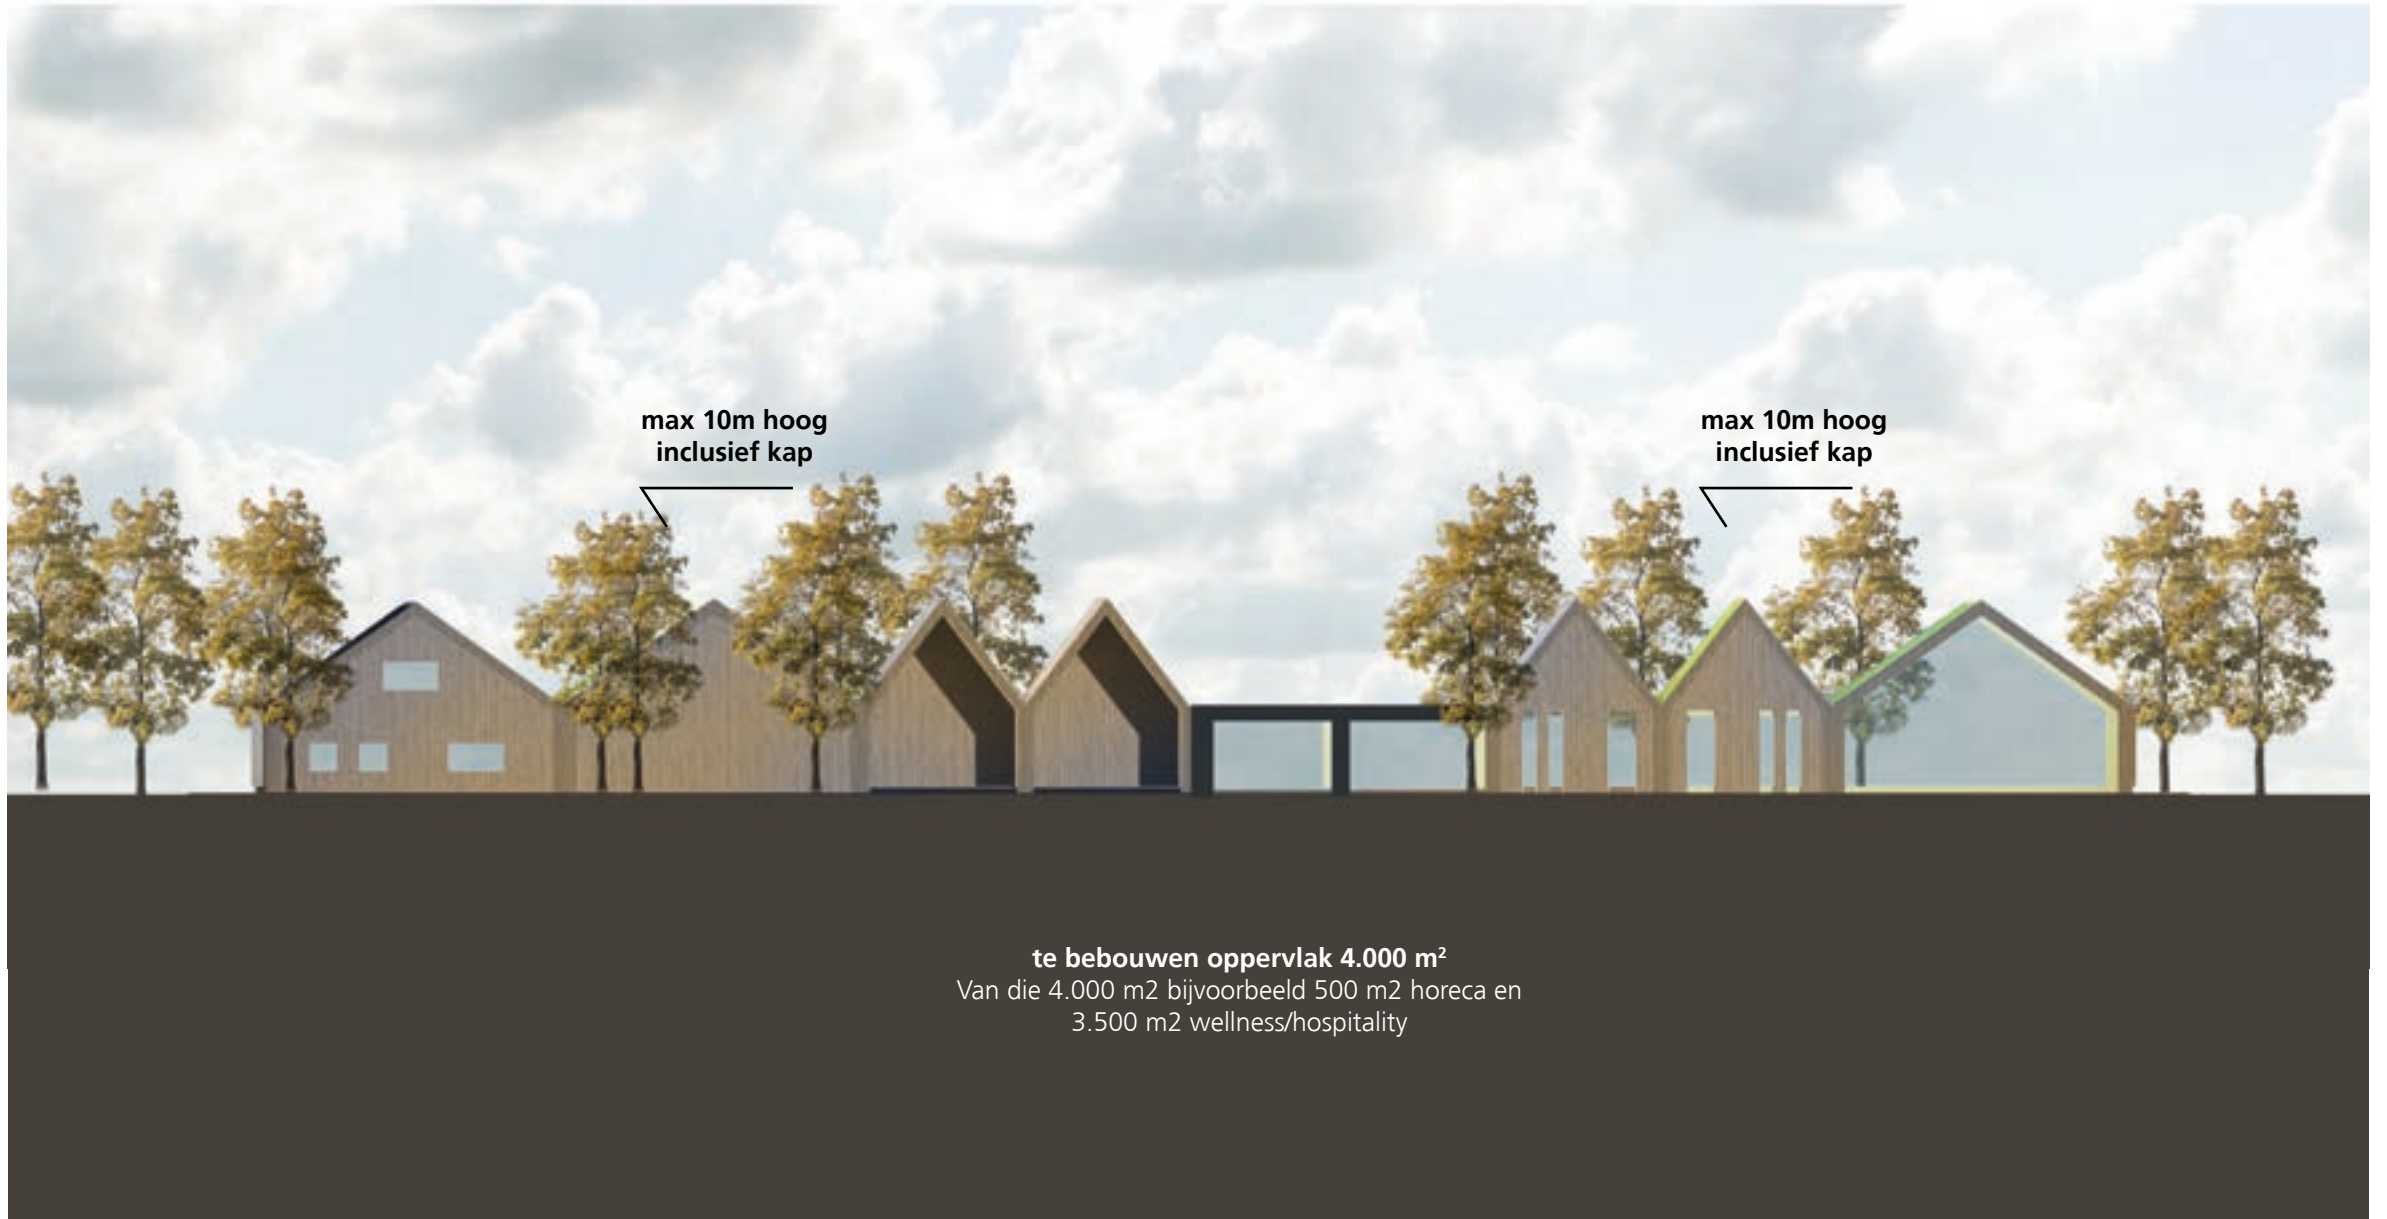 max 10m hoog
inclusief kap
max 10m hoog
inclusief kap
te bebouwen oppervlak 4.000 m²
Van die 4.000 m2 bijvoorbeeld 500 m2 horeca en
3.500 m2 wellness/hospitality